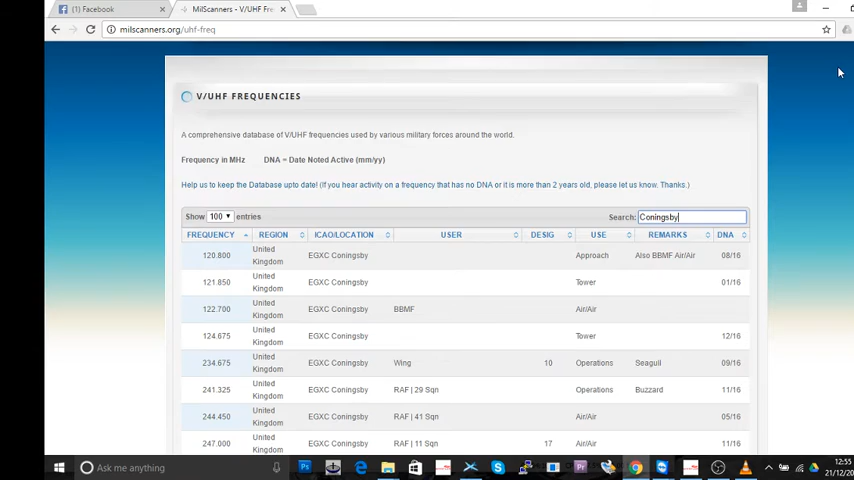 (1) Facebook
MilScanners - V/UHF Fre
milscanners.org/uhf-freq
V/UHF FREQUENCIES
A comprehensive database of V/UHF frequencies used by various military forces around the world.
Frequency in MHz DNA = Date Noted Active (mm/yy)
Help us to keep the Database upto date! (If you hear activity on a frequency that has no DNA or it is more than 2 years old, please let us know. Thanks.)
Show 100 entries Search: Coningsby
FREQUENCY REGION ICAO/LOCATION USER DESIG USE REMARKS DNA
120.800 United Kingdom EGXC Coningsby Approach Also BBMF Air/Air 08/16
121.850 United Kingdom EGXC Coningsby Tower 01/16
122.700 United Kingdom EGXC Coningsby BBMF Air/Air
124.675 United Kingdom EGXC Coningsby Tower 12/16
234.675 United Kingdom EGXC Coningsby Wing 10 Operations Seagull 09/16
241.325 United Kingdom EGXC Coningsby RAF | 29 Sqn Operations Buzzard 11/16
244.450 United Kingdom EGXC Coningsby RAF | 41 Sqn Air/Air 05/16
247.000 United Kingdom EGXC Coningsby RAF | 11 Sqn 17 Air/Air 11/16
Ask me anything
12:55
21/12/20